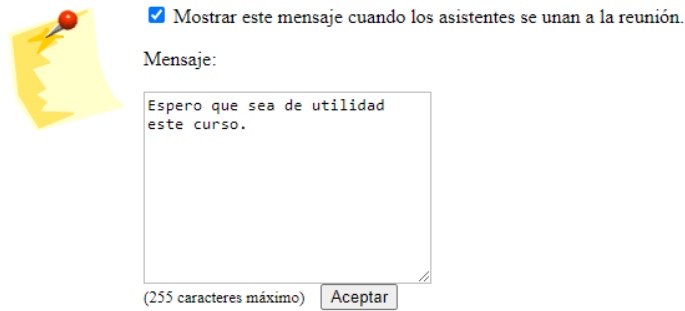 Mostrar este mensaje cuando los asistentes se unan a la reunión.
Mensaje:
Espero que sea de utilidad
este curso.
(255 caracteres máximo) Aceptar